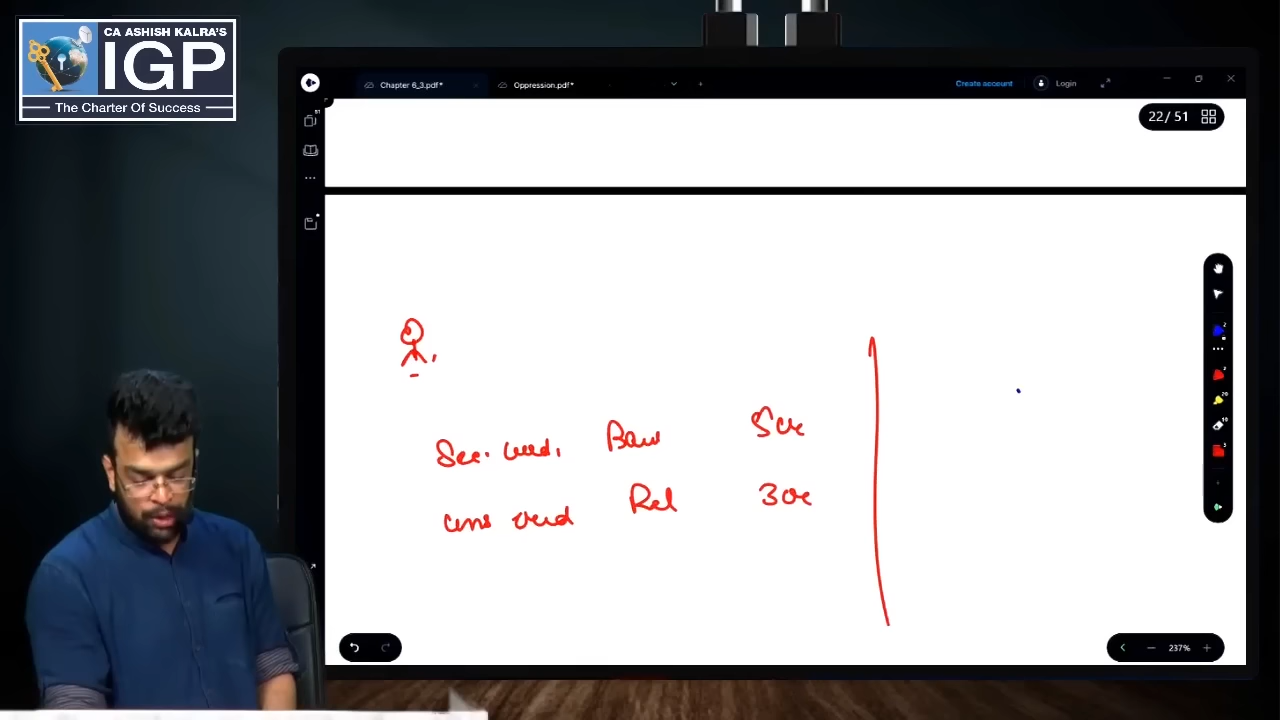 CA ASHISH KALRA'S
IGP
The Charter Of Success
Chapter 6_3.pdf*
Oppression.pdf*
Create account
Login
22/ 51
Sec. cred. Bank 5cr
uns cred Rel 3cr
237%